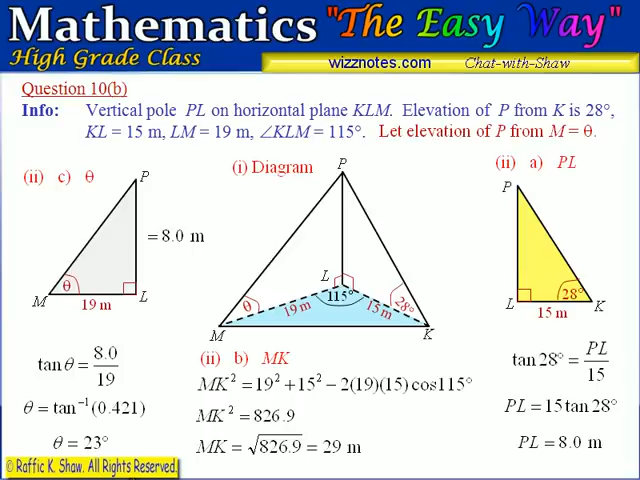 Mathematics "The Easy Way"
High Grade Class
wizznotes.com Chat-with-Shaw
Question 10(b)
Info: Vertical pole PL on horizontal plane KLM. Elevation of P from K is 28°,
KL = 15 m, LM = 19 m, ∠KLM = 115°. Let elevation of P from M = θ.
(ii) c) θ
P
= 8.0 m
θ
M
L
19 m
tan θ = 8.0/19
θ = tan⁻¹(0.421)
θ = 23°
(i) Diagram
P
L
115°
19 m
15 m
θ
28°
M
K
(ii) b) MK
MK² = 19² + 15² − 2(19)(15) cos115°
MK² = 826.9
MK = √826.9 = 29 m
(ii) a) PL
P
28°
L
K
15 m
tan 28° = PL/15
PL = 15 tan 28°
PL = 8.0 m
© Raffic K. Shaw. All Rights Reserved.